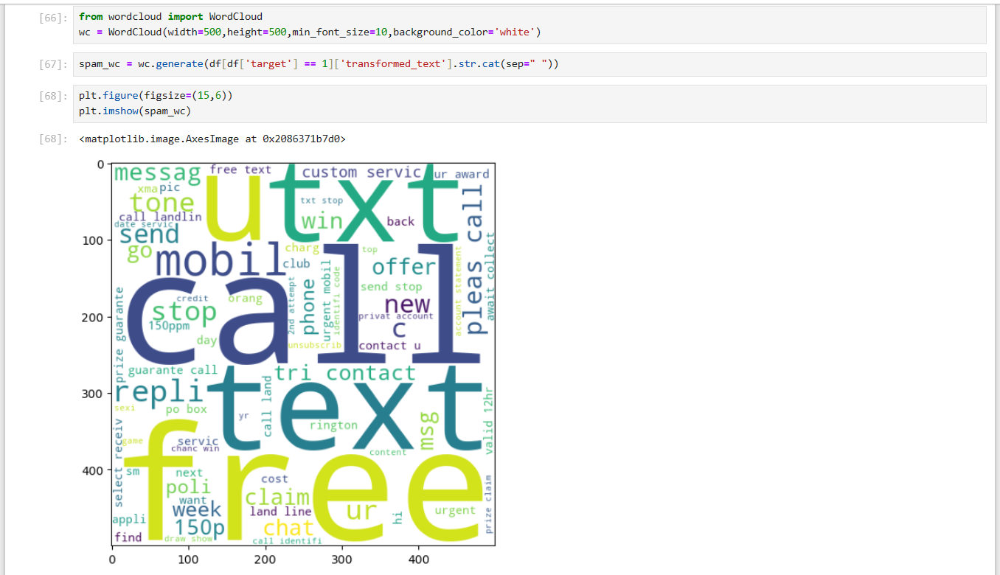 [66]: from wordcloud import WordCloud
wc = WordCloud(width=500,height=500,min_font_size=10,background_color='white')
[67]: spam_wc = wc.generate(df[df['target'] == 1]['transformed_text'].str.cat(sep=" "))
[68]: plt.figure(figsize=(15,6))
plt.imshow(spam_wc)
[68]: <matplotlib.image.AxesImage at 0x2086371b7d0>
0
100
200
300
400
messag
free text
custom servic
ur award
xma
pic
u
txt
tone
txt stop
call landlin
date servic
win
back
pleas call
send
go
mobil
charg
club
top
offer
call
credit
orang
stop
150ppm
day
2nd attempt
phone
urgent mobil
identifi code
send stop
new
privat account
c
contact u
account statement
await collect
unsubscrib
prize guarante
guarante call
tri contact
repli
text
sexi
po box
yr
call land
rington
msg
valid 12hr
select receiv
game
servic
chanc win
content
free
sm
next
poli
want
week
150p
cost
claim
land line
ur
chat
hi
urgent
prize claim
appli
find
draw show
call identifi
0
100
200
300
400